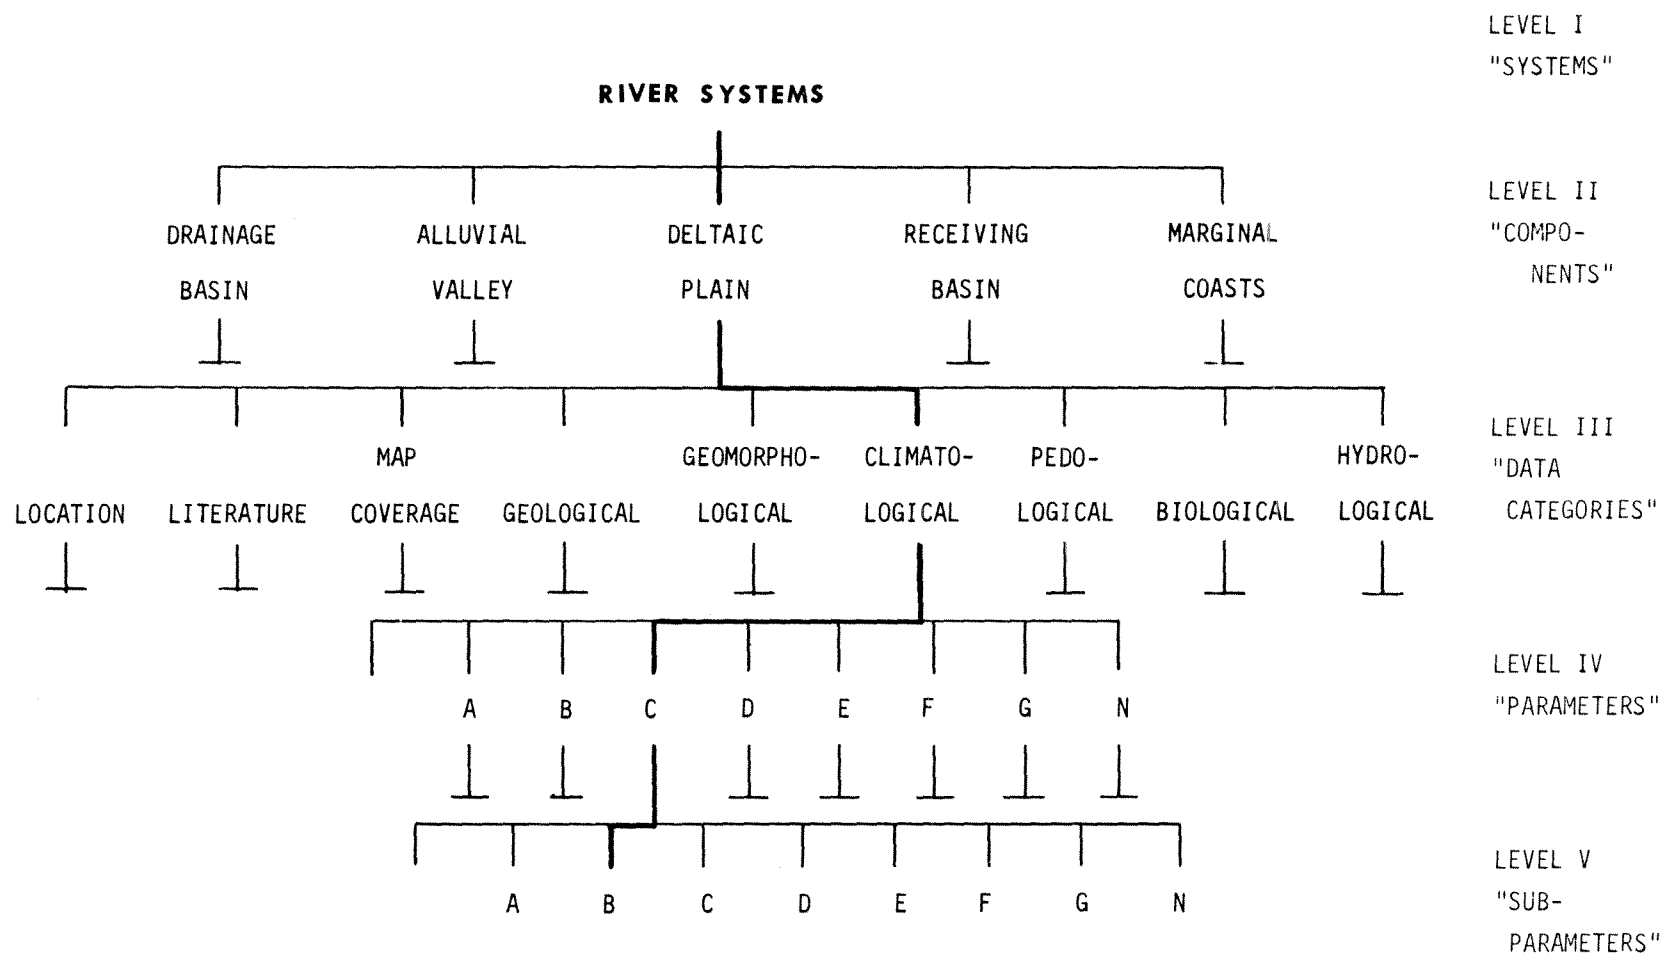 LEVEL I
"SYSTEMS"
RIVER SYSTEMS
LEVEL II
"COMPO-
NENTS"
DRAINAGE ALLUVIAL DELTAIC RECEIVING MARGINAL
BASIN VALLEY PLAIN BASIN COASTS
LEVEL III
"DATA
CATEGORIES"
MAP GEOMORPHO- CLIMATO- PEDO- HYDRO-
LOCATION LITERATURE COVERAGE GEOLOGICAL LOGICAL LOGICAL LOGICAL BIOLOGICAL LOGICAL
LEVEL IV
"PARAMETERS"
A B C D E F G N
LEVEL V
"SUB-
PARAMETERS"
A B C D E F G N